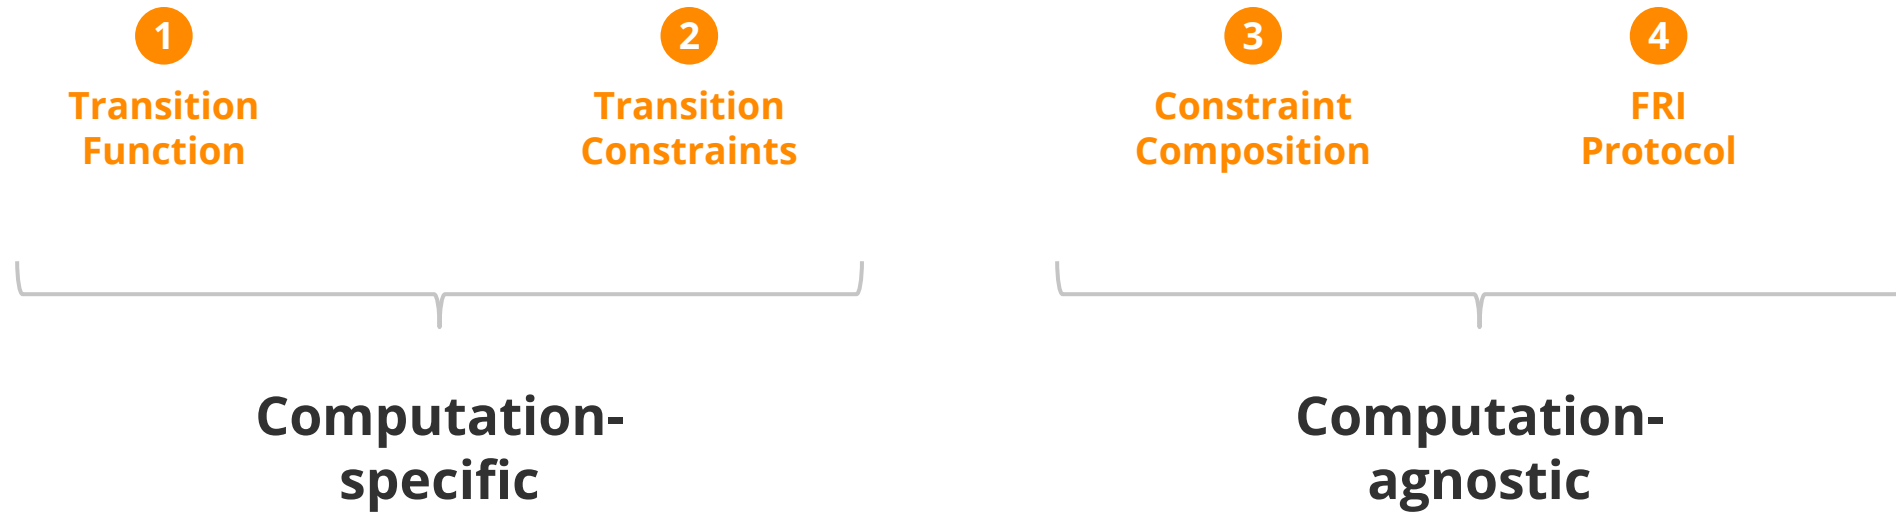 1
Transition
Function
2
Transition
Constraints
3
Constraint
Composition
4
FRI
Protocol
Computation-
specific
Computation-
agnostic